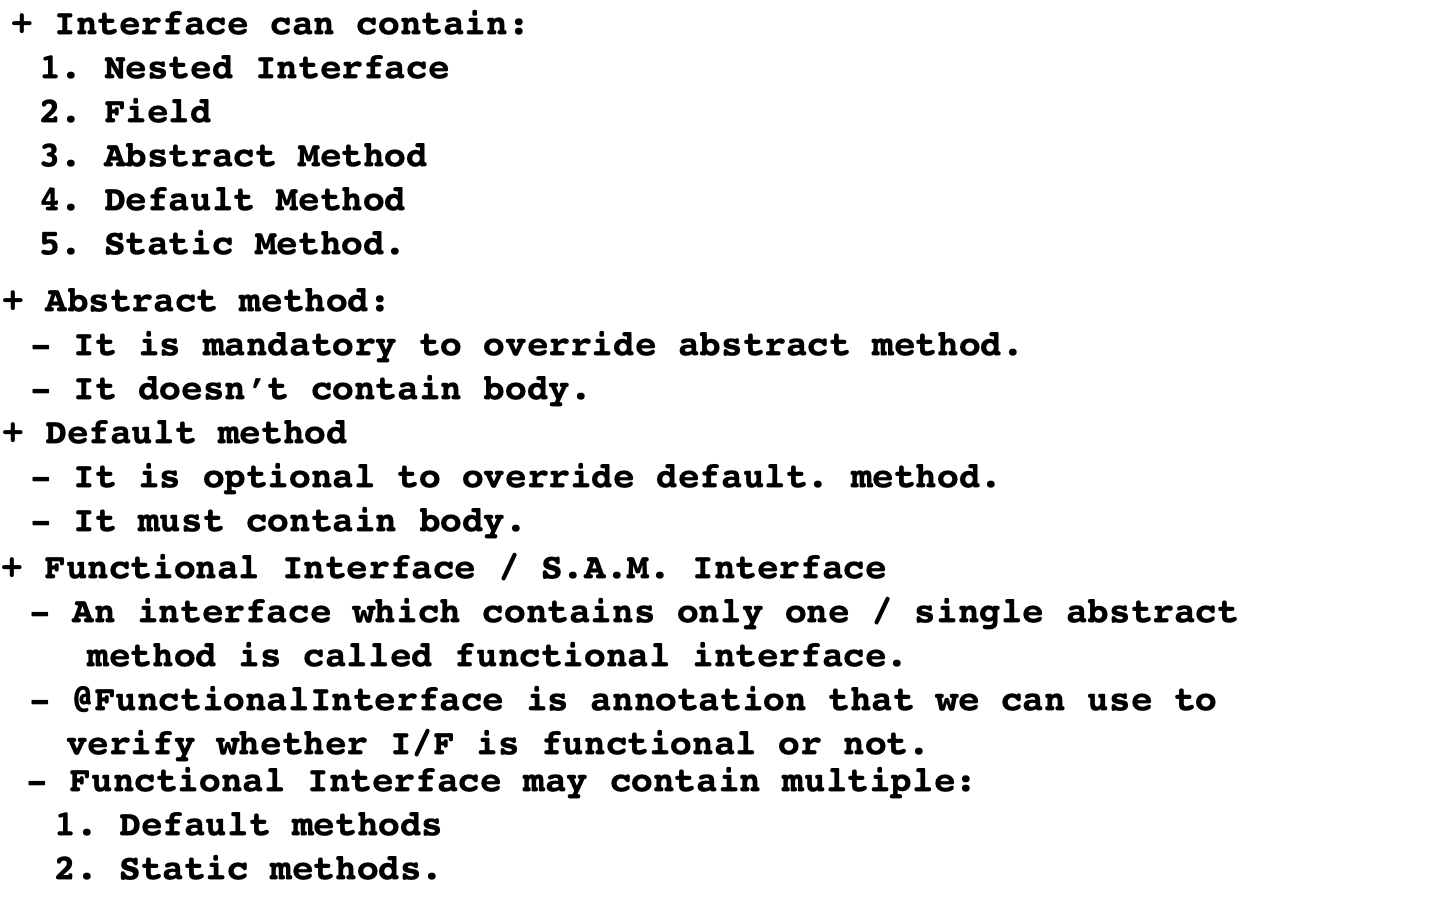 + Interface can contain:
1. Nested Interface
2. Field
3. Abstract Method
4. Default Method
5. Static Method.
+ Abstract method:
- It is mandatory to override abstract method.
- It doesn’t contain body.
+ Default method
- It is optional to override default. method.
- It must contain body.
+ Functional Interface / S.A.M. Interface
- An interface which contains only one / single abstract
method is called functional interface.
- @FunctionalInterface is annotation that we can use to
verify whether I/F is functional or not.
- Functional Interface may contain multiple:
1. Default methods
2. Static methods.